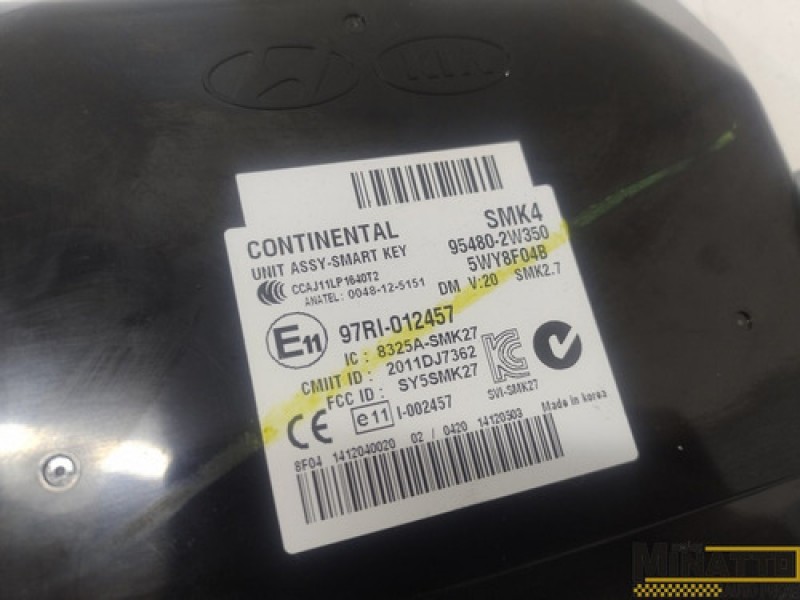 KIA
CONTINENTAL SMK4
UNIT ASSY-SMART KEY 95480-2W350
CCAJ11LP1640T2 5WY8F04B
ANATEL: 0048-12-5151 DM V:20 SMK2.7
E11 97RI-012457
IC : 8325A-SMK27
CMIIT ID : 2011DJ7362
FCC ID : SY5SMK27 SVI-SMK27
CE e11 I-002457 Made in korea
8F04 1412040020 02 / 0420 14120503
MINATTO